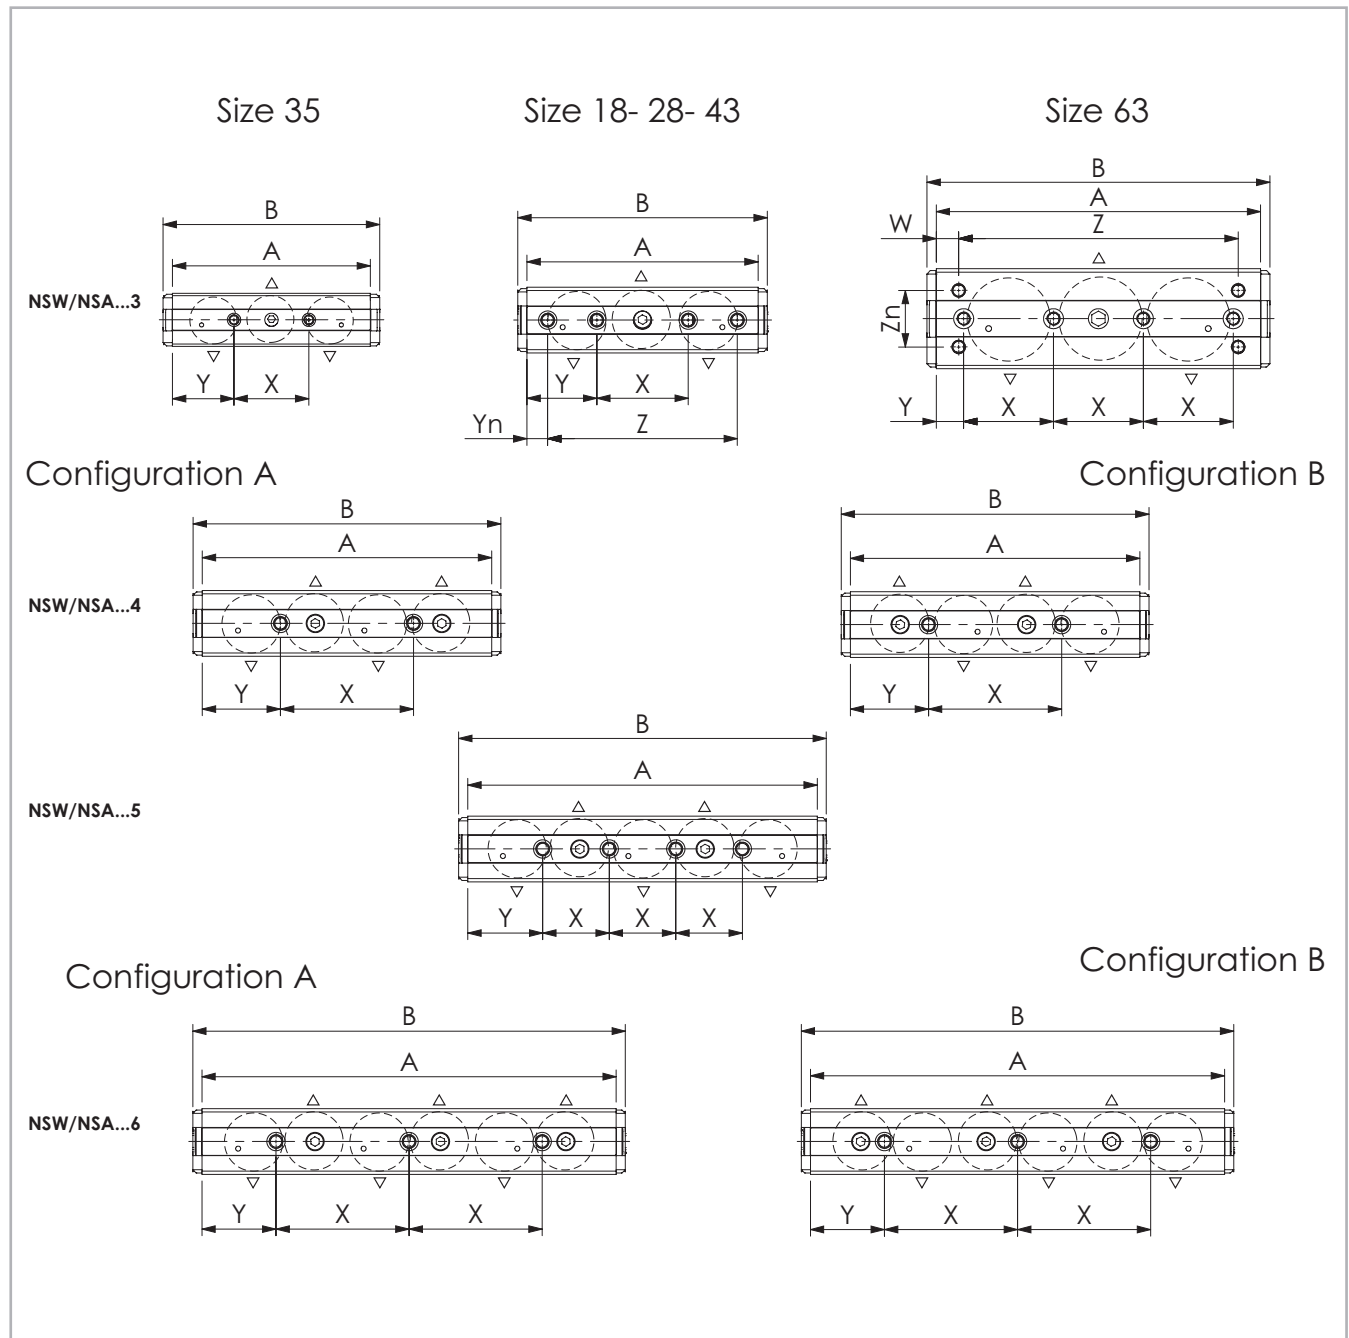 Size 35
Size 18- 28- 43
Size 63
B
A
B
A
B
A
W
Z
NSW/NSA...3
Zn
Y
X
Y
X
Yn
Z
Y
X
X
X
Configuration A
Configuration B
B
A
B
A
NSW/NSA...4
Y
X
Y
X
B
A
NSW/NSA...5
Y
X
X
X
Configuration A
Configuration B
B
A
B
A
NSW/NSA...6
Y
X
X
Y
X
X